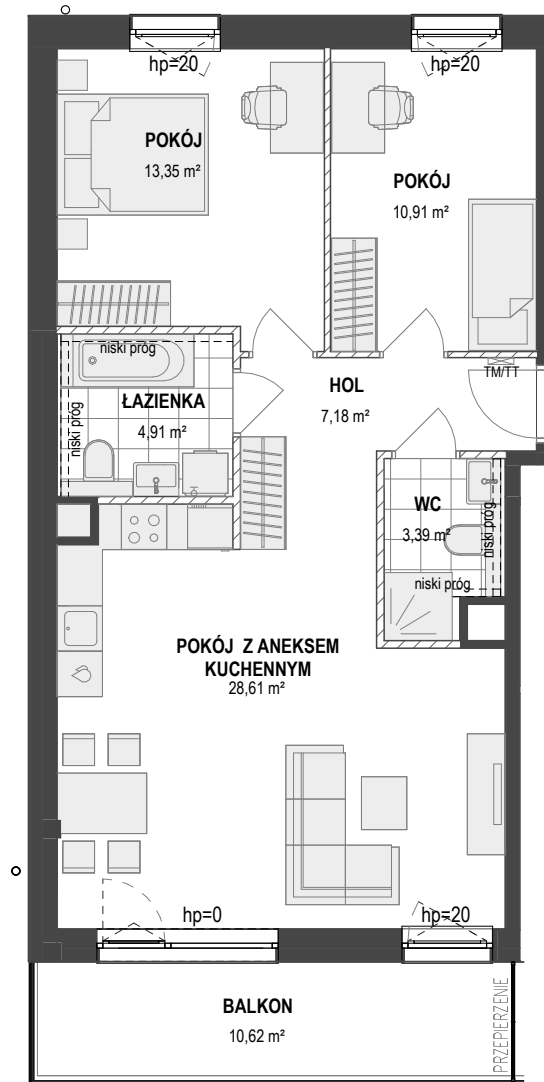 hp=20
hp=20
POKÓJ
13,35 m²
POKÓJ
10,91 m²
niski próg
niski próg
ŁAZIENKA
4,91 m²
HOL
7,18 m²
TM/TT
WC
3,39 m²
niski próg
niski próg
POKÓJ Z ANEKSEM
KUCHENNYM
28,61 m²
hp=0
hp=20
BALKON
10,62 m²
PRZEPIERZENIE